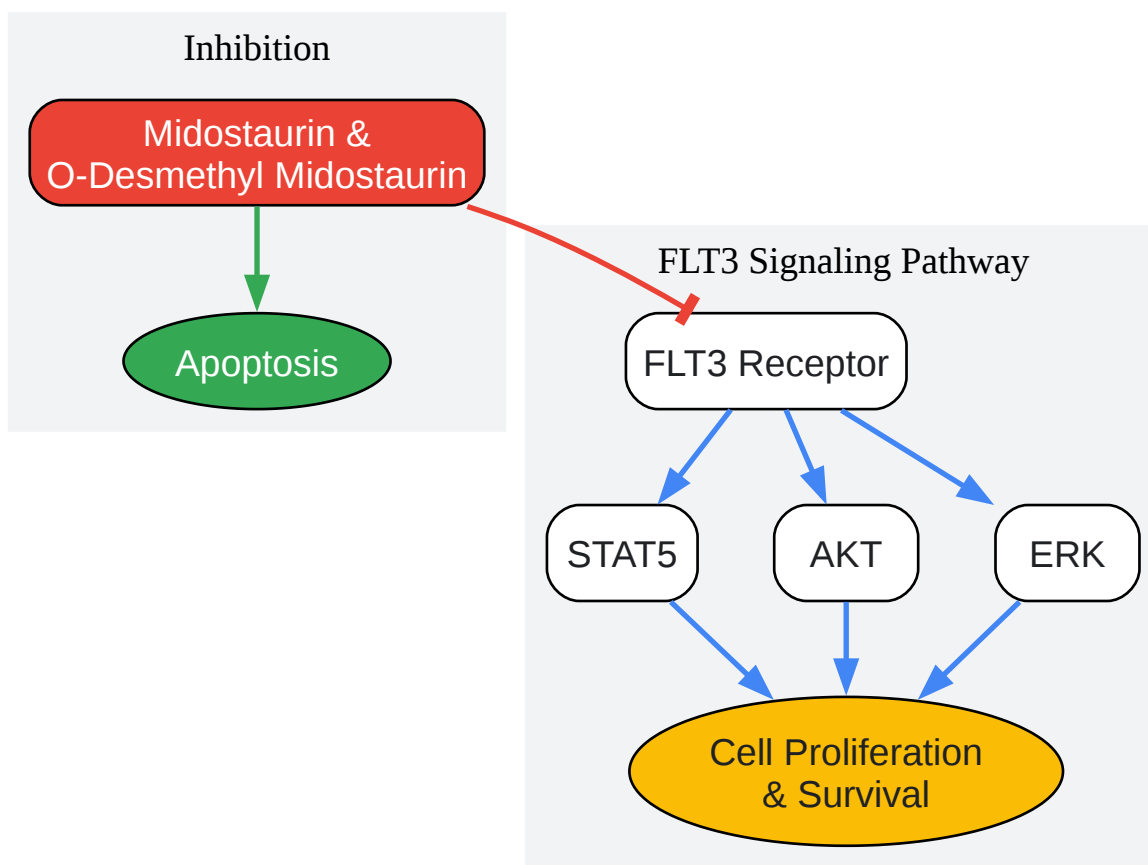 Inhibition
Midostaurin &
O-Desmethyl Midostaurin
Apoptosis
FLT3 Signaling Pathway
FLT3 Receptor
STAT5
AKT
ERK
Cell Proliferation
& Survival